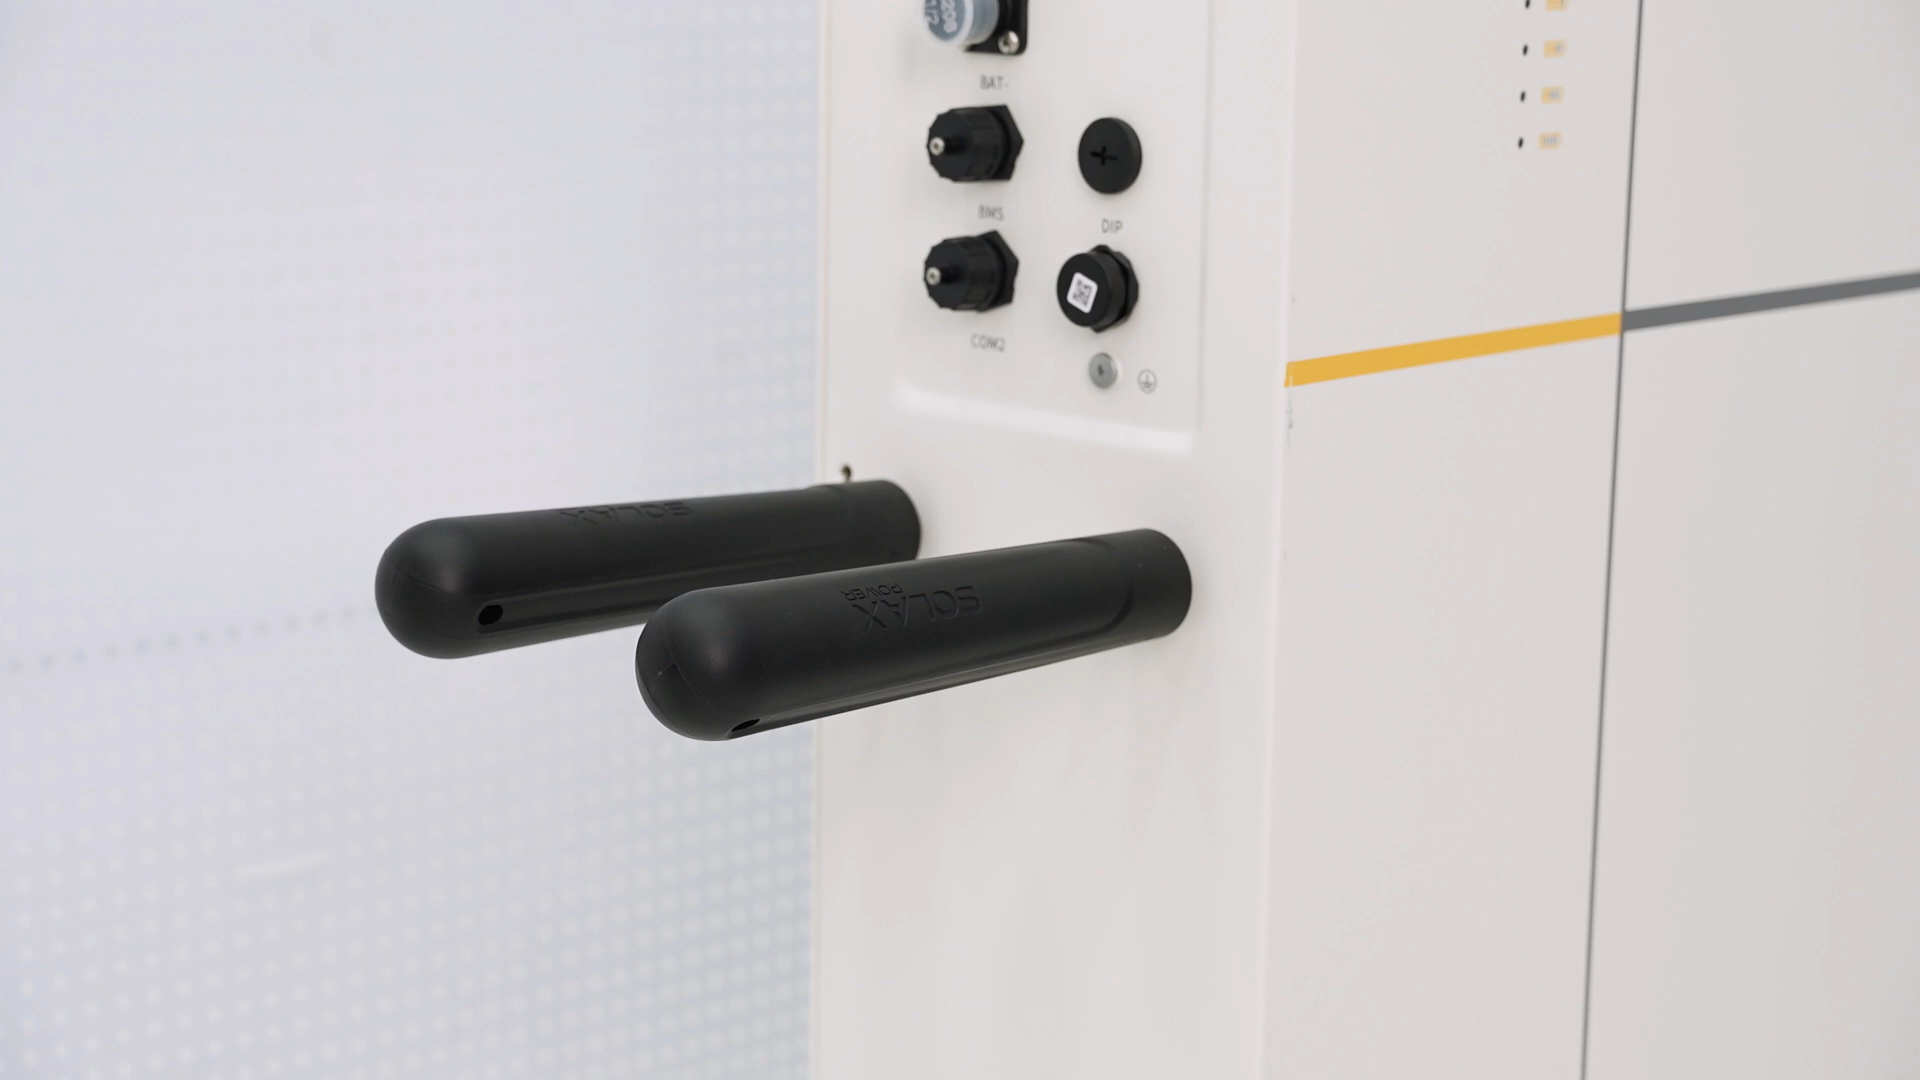 BAT-
BMS
DIP
COM2
SOLAX
SOLAX
POWER